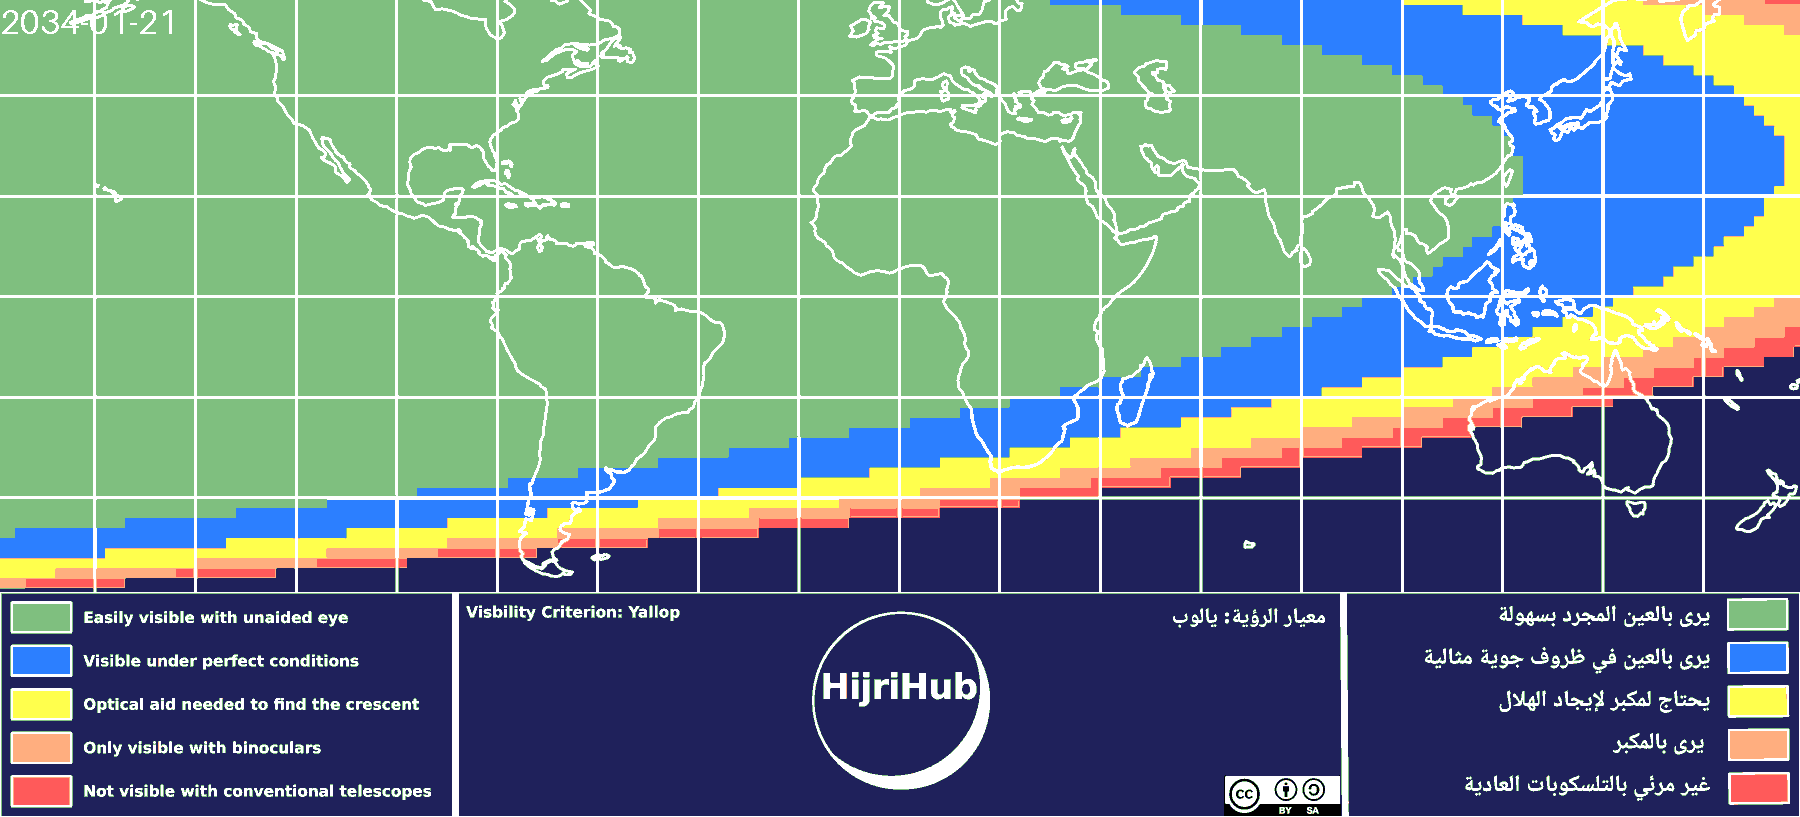 2034-01-21
Easily visible with unaided eye
Visible under perfect conditions
Optical aid needed to find the crescent
Only visible with binoculars
Not visible with conventional telescopes
Visbility Criterion: Yallop
معيار الرؤية: يالوب
HijriHub
cc
BY SA
يرى بالعين المجرد بسهولة
يرى بالعين في ظروف جوية مثالية
يحتاج لمكبر لإيجاد الهلال
يرى بالمكبر
غير مرئي بالتلسكوبات العادية